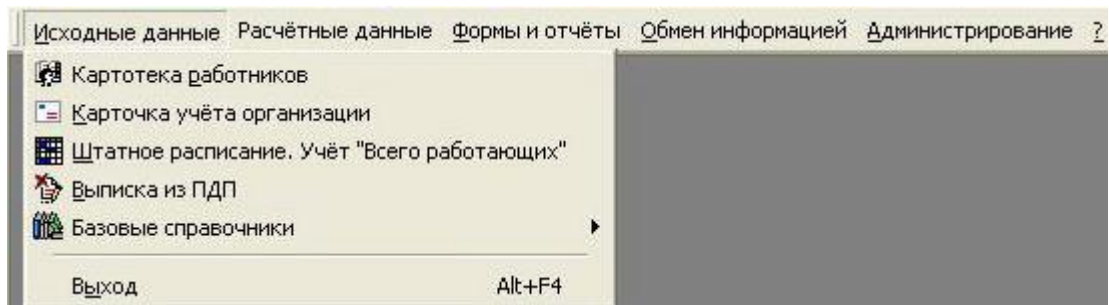 Исходные данные Расчётные данные Формы и отчёты Обмен информацией Администрирование ?
Картотека работников
Карточка учёта организации
Штатное расписание. Учёт "Всего работающих"
Выписка из ПДП
Базовые справочники
Выход Alt+F4